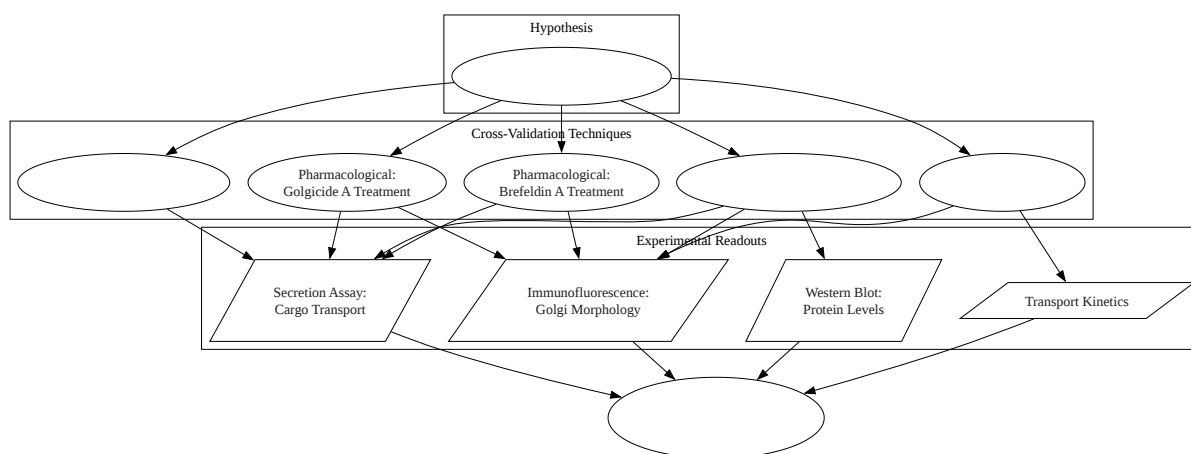 Hypothesis
Cross-Validation Techniques
Pharmacological:
Golgicide A Treatment
Pharmacological:
Brefeldin A Treatment
Experimental Readouts
Secretion Assay:
Cargo Transport
Immunofluorescence:
Golgi Morphology
Western Blot:
Protein Levels
Transport Kinetics